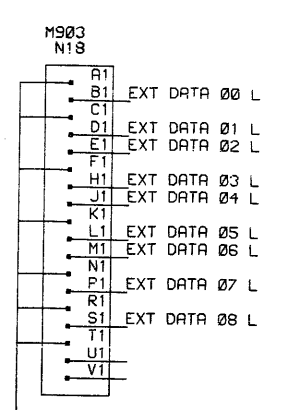 M903
N18
A1
B1 EXT DATA 00 L
C1
D1 EXT DATA 01 L
E1 EXT DATA 02 L
F1
H1 EXT DATA 03 L
J1 EXT DATA 04 L
K1
L1 EXT DATA 05 L
M1 EXT DATA 06 L
N1
P1 EXT DATA 07 L
R1
S1 EXT DATA 08 L
T1
U1
V1